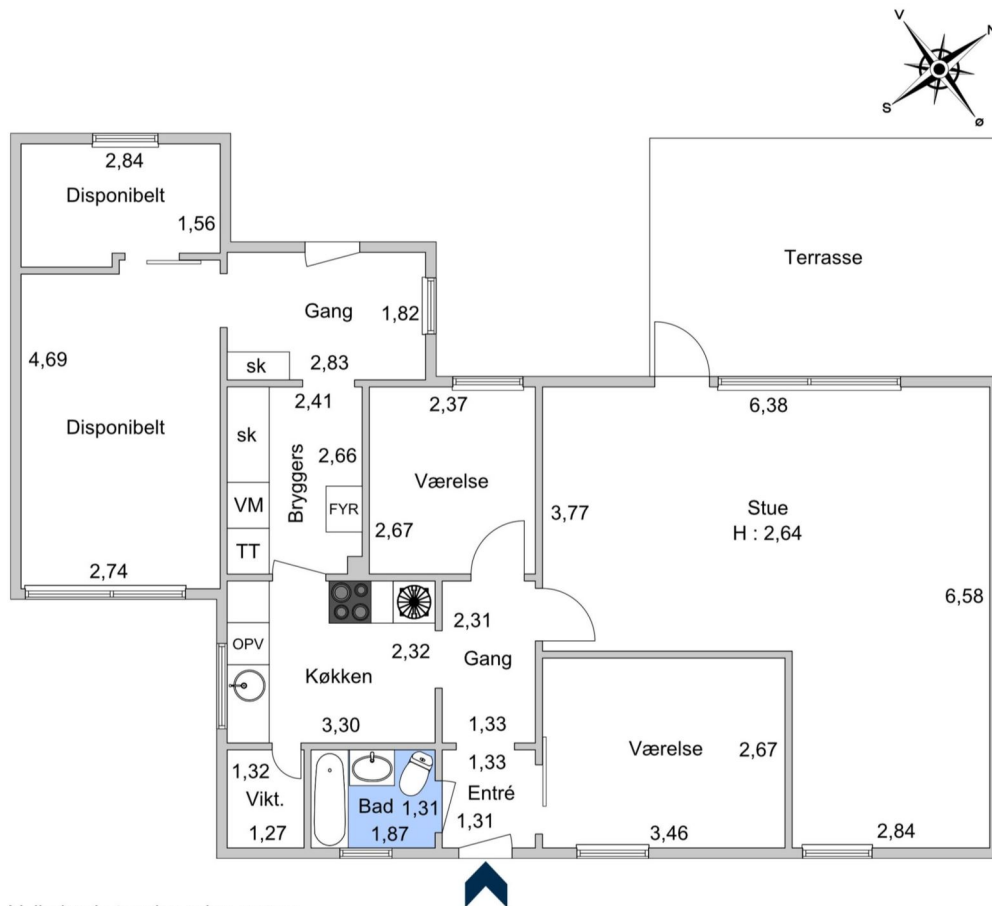 V
N
S
Ø
2,84
Disponibelt
1,56
Terrasse
Gang
1,82
4,69
sk
2,83
2,41
2,37
6,38
Disponibelt
sk
Bryggers
2,66
Værelse
3,77
Stue
H : 2,64
VM
FYR
2,67
TT
2,74
6,58
2,31
OPV
2,32
Gang
Køkken
3,30
1,33
Værelse
2,67
1,32
1,33
Vikt.
Bad
1,31
Entré
1,27
1,87
1,31
3,46
2,84